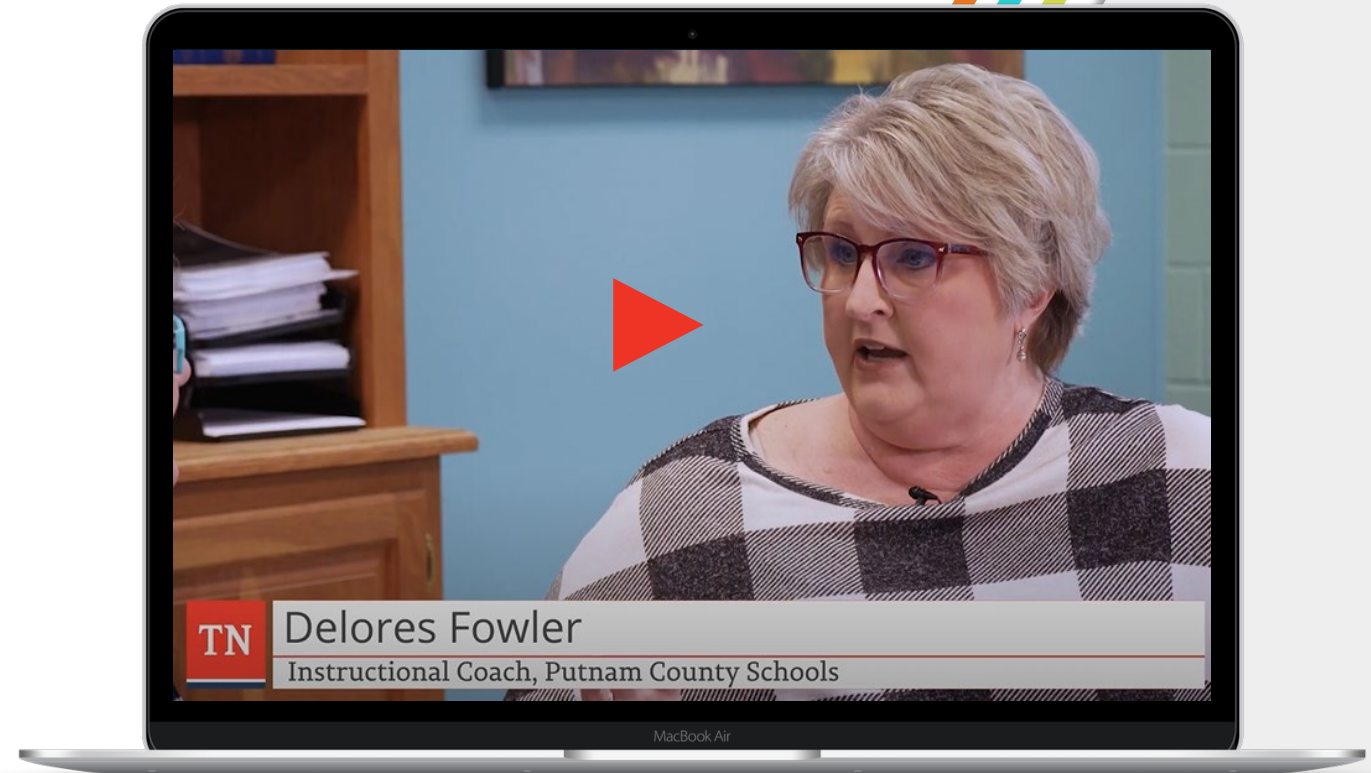 TN
Delores Fowler
Instructional Coach, Putnam County Schools
MacBook Air